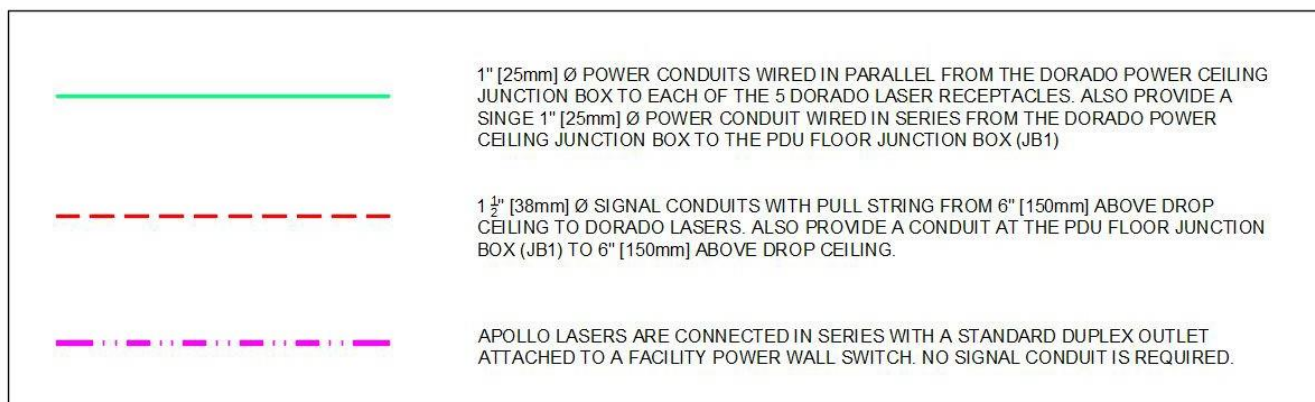 1" [25mm] Ø POWER CONDUITS WIRED IN PARALLEL FROM THE DORADO POWER CEILING
JUNCTION BOX TO EACH OF THE 5 DORADO LASER RECEPTACLES. ALSO PROVIDE A
SINGE 1" [25mm] Ø POWER CONDUIT WIRED IN SERIES FROM THE DORADO POWER
CEILING JUNCTION BOX TO THE PDU FLOOR JUNCTION BOX (JB1)
1 1/2" [38mm] Ø SIGNAL CONDUITS WITH PULL STRING FROM 6" [150mm] ABOVE DROP
CEILING TO DORADO LASERS. ALSO PROVIDE A CONDUIT AT THE PDU FLOOR JUNCTION
BOX (JB1) TO 6" [150mm] ABOVE DROP CEILING.
APOLLO LASERS ARE CONNECTED IN SERIES WITH A STANDARD DUPLEX OUTLET
ATTACHED TO A FACILITY POWER WALL SWITCH. NO SIGNAL CONDUIT IS REQUIRED.